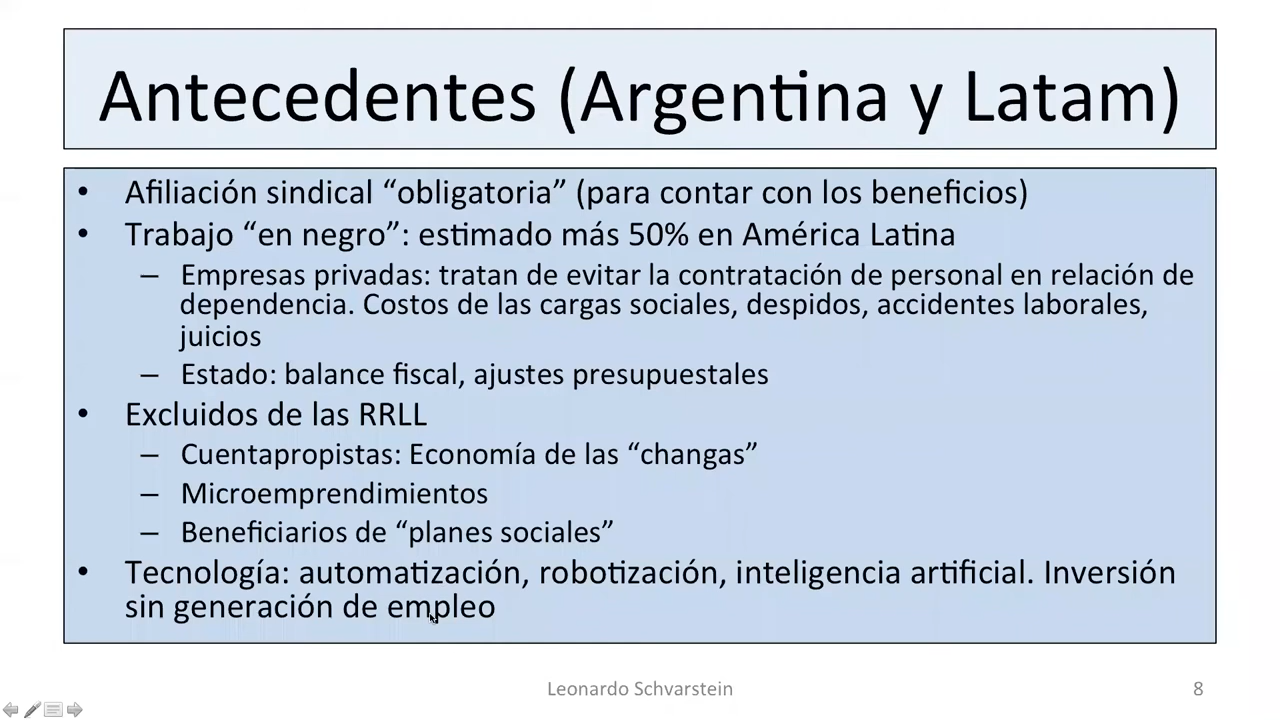 Antecedentes (Argentina y Latam)
• Afiliación sindical “obligatoria” (para contar con los beneficios)
• Trabajo “en negro”: estimado más 50% en América Latina
– Empresas privadas: tratan de evitar la contratación de personal en relación de
dependencia. Costos de las cargas sociales, despidos, accidentes laborales,
juicios
– Estado: balance fiscal, ajustes presupuestales
• Excluidos de las RRLL
– Cuentapropistas: Economía de las “changas”
– Microemprendimientos
– Beneficiarios de “planes sociales”
• Tecnología: automatización, robotización, inteligencia artificial. Inversión
sin generación de empleo
Leonardo Schvarstein
8